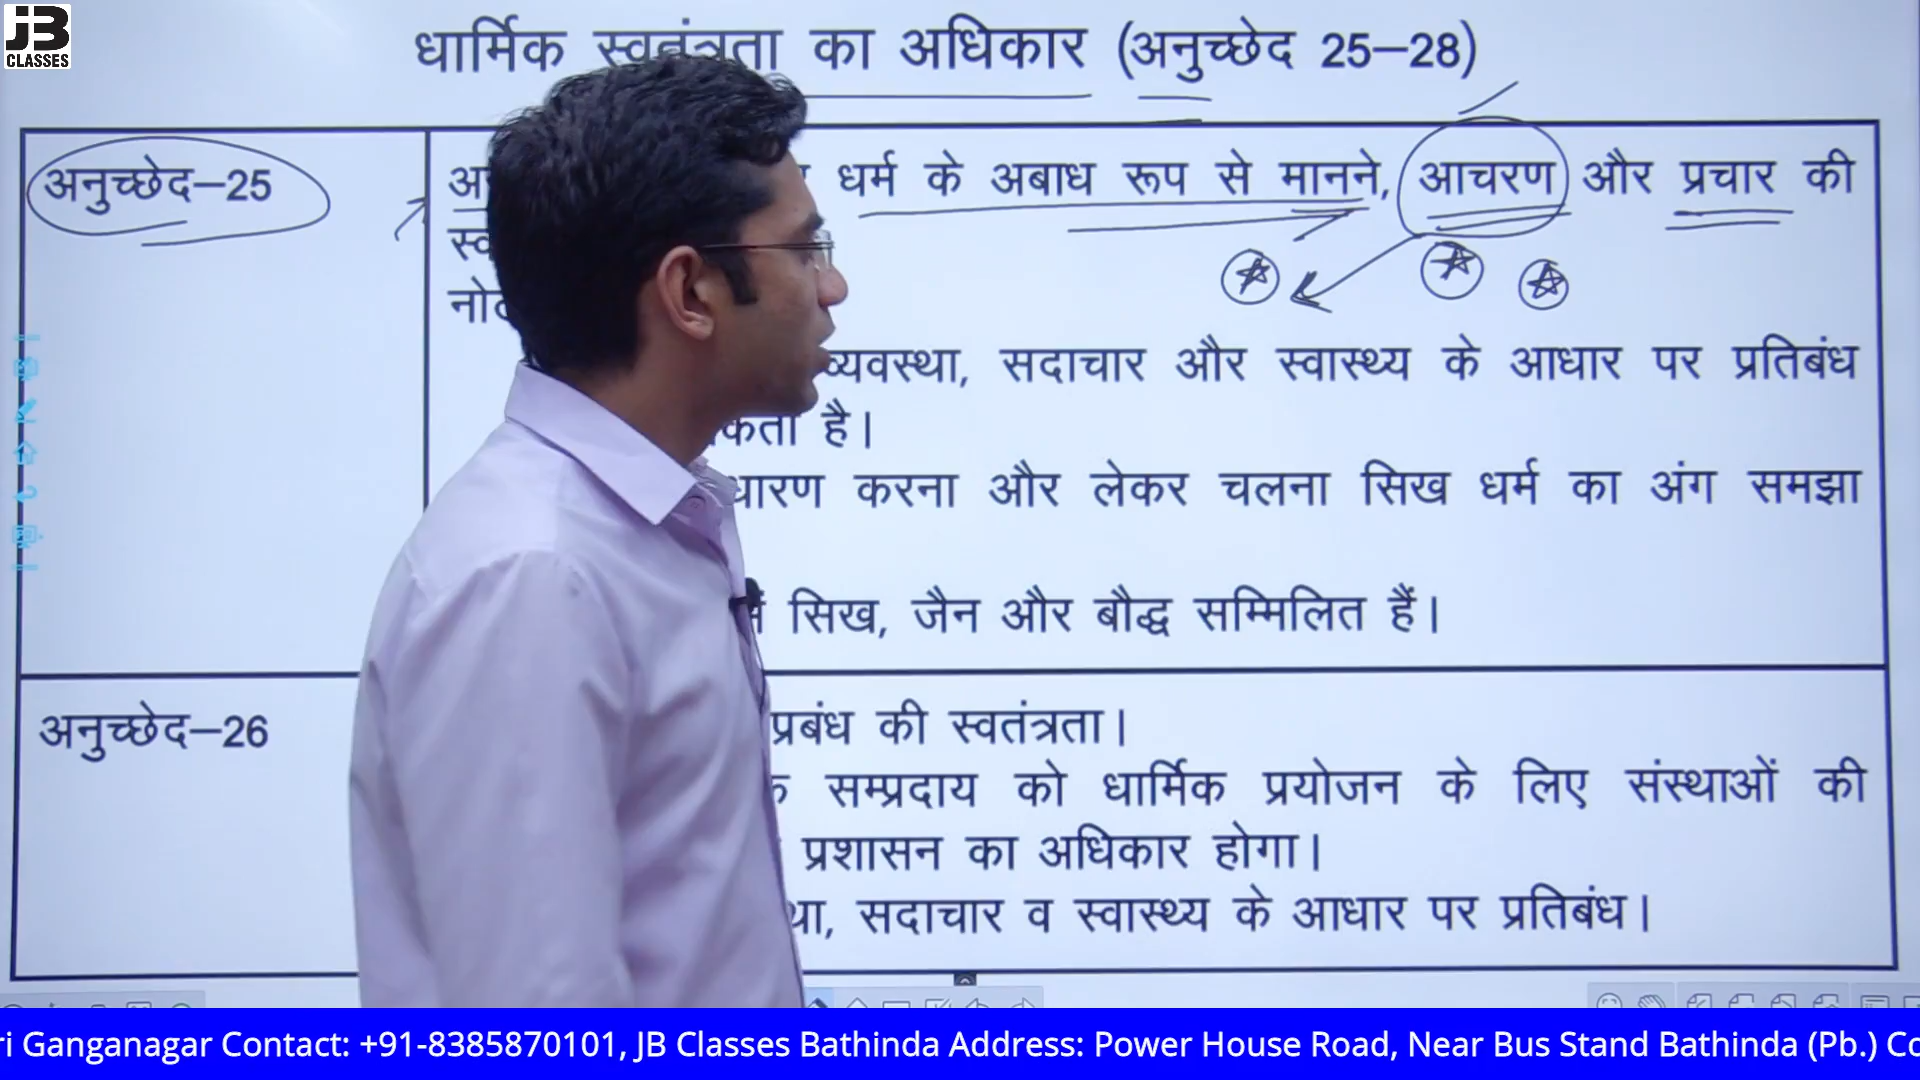 JB
CLASSES
धार्मिक स्वतंत्रता का अधिकार (अनुच्छेद 25–28)
अनुच्छेद–25
धर्म के अबाध रूप से मानने, आचरण और प्रचार की
व्यवस्था, सदाचार और स्वास्थ्य के आधार पर प्रतिबंध
है।
धारण करना और लेकर चलना सिख धर्म का अंग समझा
सिख, जैन और बौद्ध सम्मिलित हैं।
अनुच्छेद–26
प्रबंध की स्वतंत्रता।
सम्प्रदाय को धार्मिक प्रयोजन के लिए संस्थाओं की
प्रशासन का अधिकार होगा।
सदाचार व स्वास्थ्य के आधार पर प्रतिबंध।
Ganganagar Contact: +91-8385870101, JB Classes Bathinda Address: Power House Road, Near Bus Stand Bathinda (Pb.)